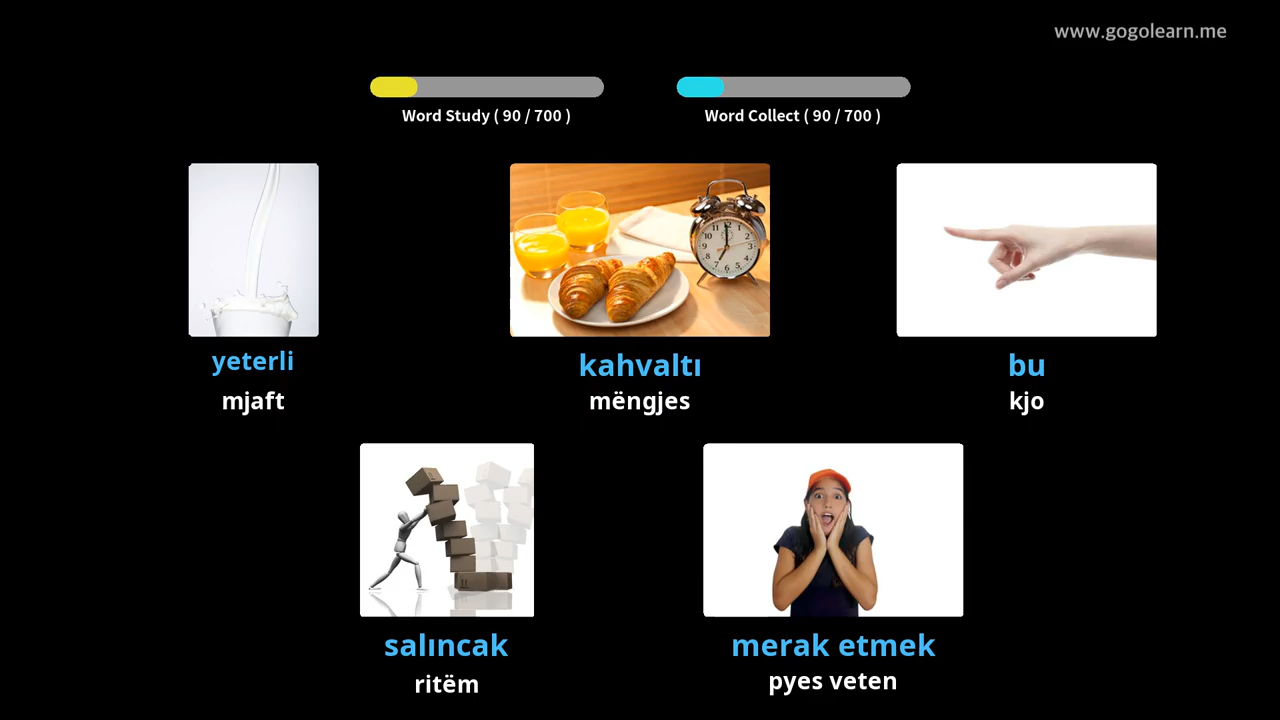 www.gogolearn.me
Word Study ( 90 / 700 )
Word Collect ( 90 / 700 )
yeterli
mjaft
kahvaltı
mëngjes
bu
kjo
salıncak
ritëm
merak etmek
pyes veten